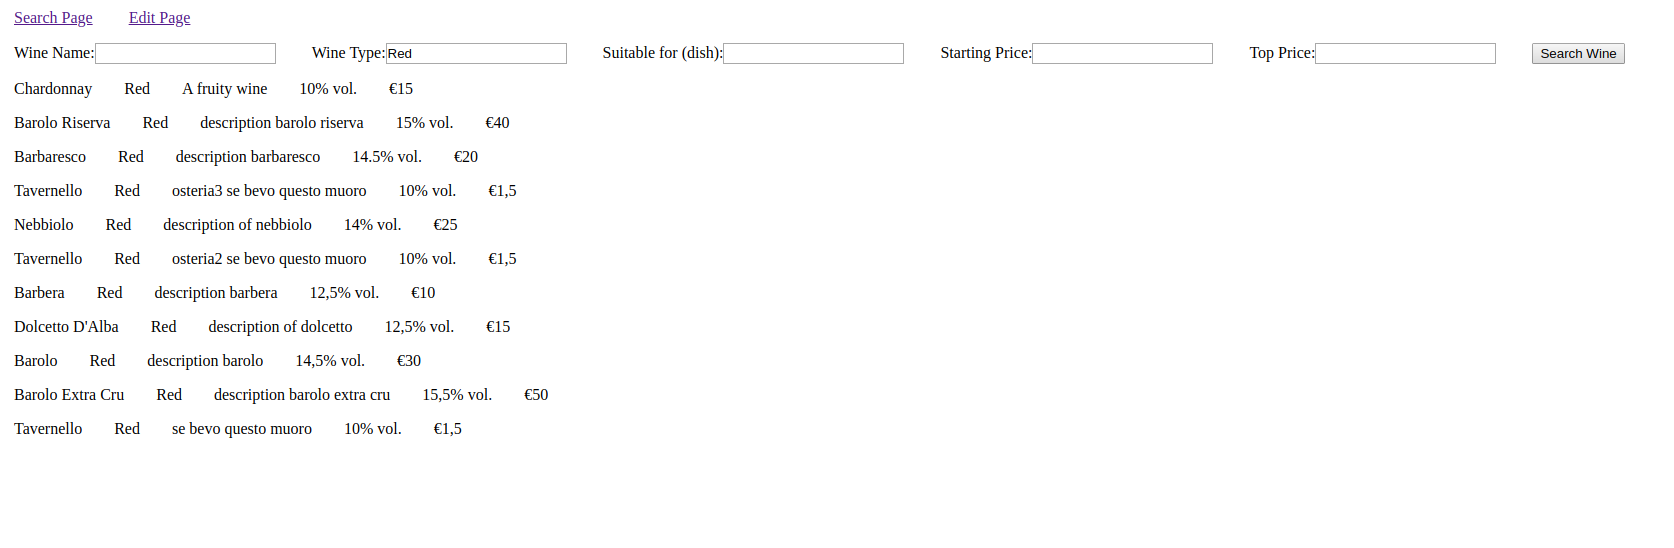 Search Page Edit Page
Wine Name: Wine Type: Red Suitable for (dish): Starting Price: Top Price: Search Wine
Chardonnay Red A fruity wine 10% vol. €15
Barolo Riserva Red description barolo riserva 15% vol. €40
Barbaresco Red description barbaresco 14.5% vol. €20
Tavernello Red osteria3 se bevo questo muoro 10% vol. €1,5
Nebbiolo Red description of nebbiolo 14% vol. €25
Tavernello Red osteria2 se bevo questo muoro 10% vol. €1,5
Barbera Red description barbera 12,5% vol. €10
Dolcetto D'Alba Red description of dolcetto 12,5% vol. €15
Barolo Red description barolo 14,5% vol. €30
Barolo Extra Cru Red description barolo extra cru 15,5% vol. €50
Tavernello Red se bevo questo muoro 10% vol. €1,5